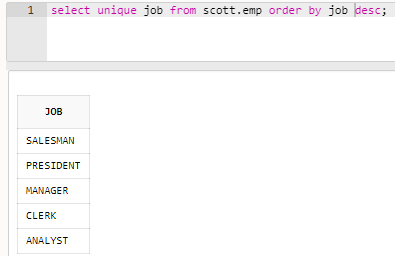 1 select unique job from scott.emp order by job desc;
JOB
SALESMAN
PRESIDENT
MANAGER
CLERK
ANALYST